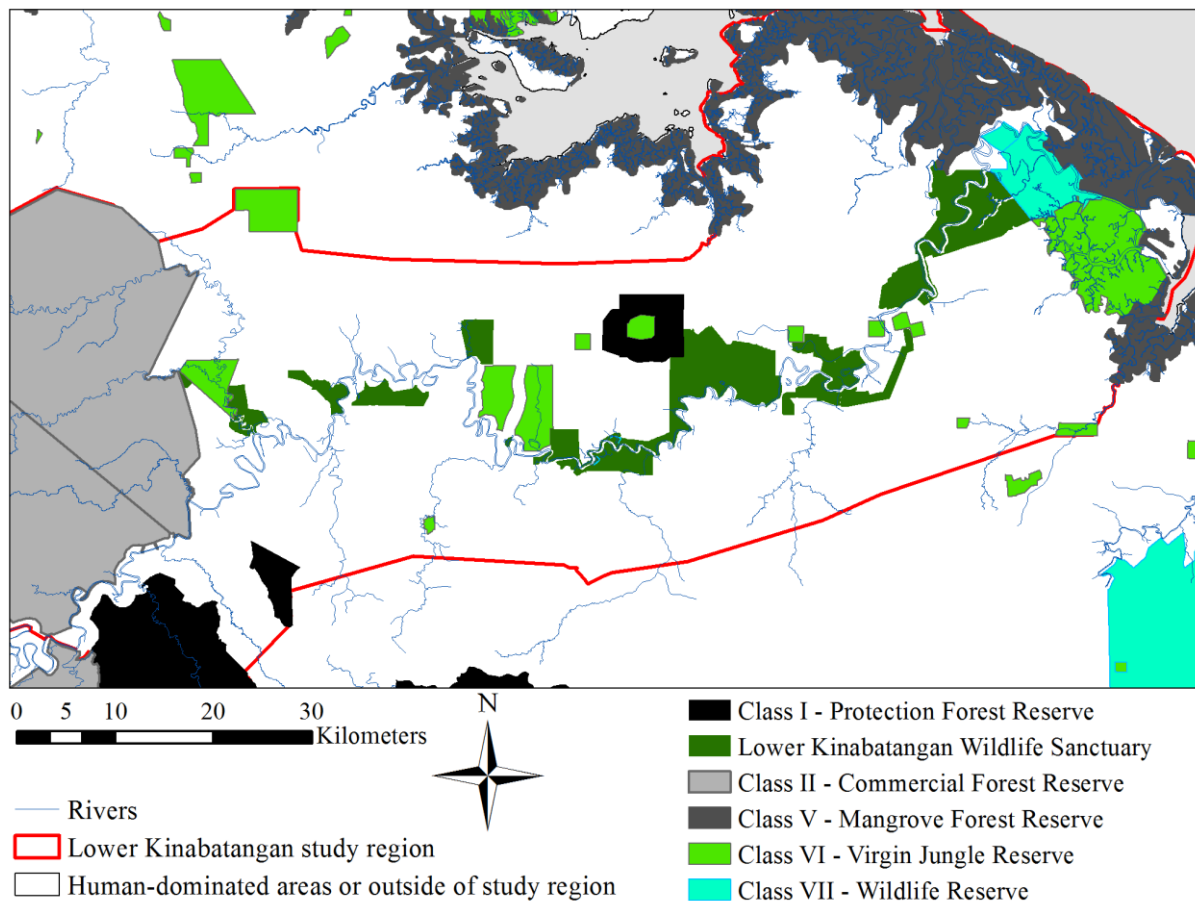 0 5 10 20 30
Kilometers
N
Rivers
Lower Kinabatangan study region
Human-dominated areas or outside of study region
Class I - Protection Forest Reserve
Lower Kinabatangan Wildlife Sanctuary
Class II - Commercial Forest Reserve
Class V - Mangrove Forest Reserve
Class VI - Virgin Jungle Reserve
Class VII - Wildlife Reserve